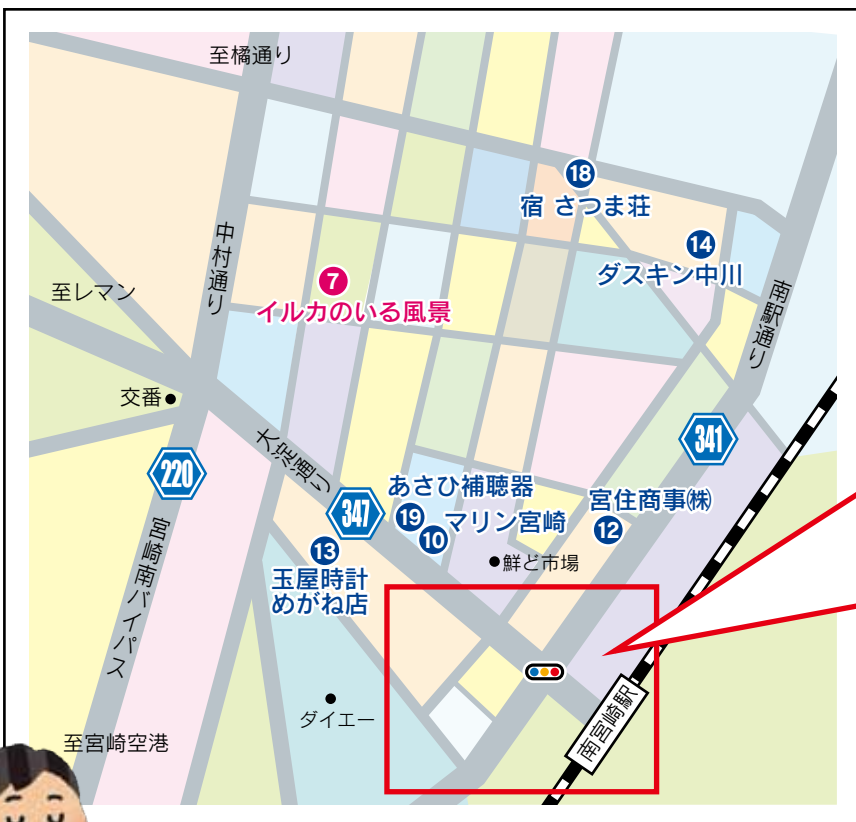 至橘通り
⑱
宿 さつま荘
⑭
ダスキン中川
中村通り
至レマン
⑦
イルカのいる風景
南駅通り
交番
大淀通り
341
220
347
あさひ補聴器
⑲
⑩
マリン宮崎
宮住商事㈱
⑫
⑬
玉屋時計
めがね店
鮮ど市場
宮崎南バイパス
ダイエー
至宮崎空港
南宮崎駅